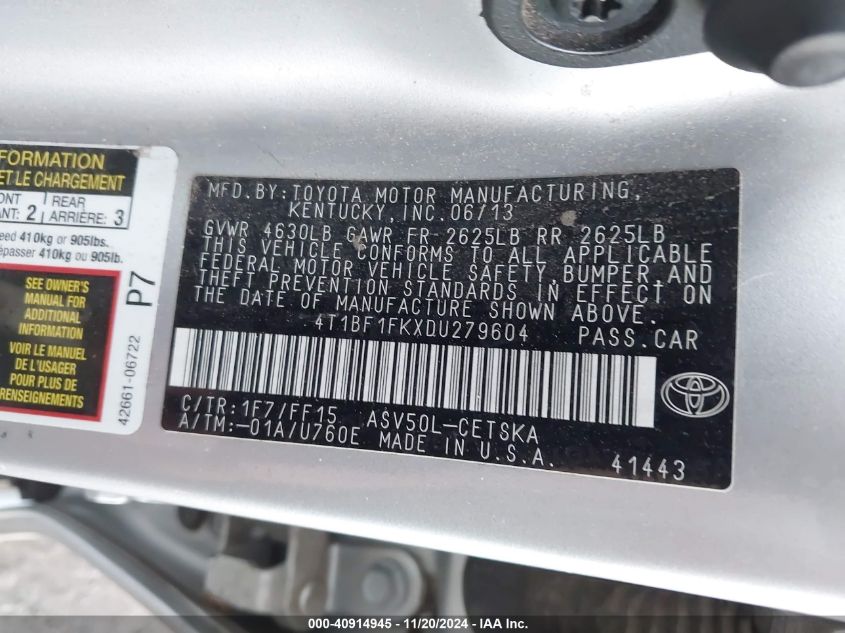 FORMATION
ET LE CHARGEMENT
ONT
ANT: 2
REAR
ARRIÈRE: 3
eed 410kg or 905lbs.
épasser 410kg ou 905lb.
SEE OWNER'S
MANUAL FOR
ADDITIONAL
INFORMATION
VOIR LE MANUEL
DE L'USAGER
POUR PLUS DE
RENSEIGNEMENTS
P7
42661-06722
MFD.BY:TOYOTA MOTOR MANUFACTURING,
KENTUCKY,INC.06/13
GVWR 4630LB GAWR FR 2625LB RR 2625LB
THIS VEHICLE CONFORMS TO ALL APPLICABLE
FEDERAL MOTOR VEHICLE SAFETY,BUMPER,AND
THEFT PREVENTION STANDARDS IN EFFECT ON
THE DATE OF MANUFACTURE SHOWN ABOVE.
4T1BF1FKXDU279604 PASS.CAR
C/TR:1F7/FF15 ASV50L-CETSKA
A/TM:-01A/U760E MADE IN U.S.A.
41443
000-40914945 - 11/20/2024 - IAA Inc.